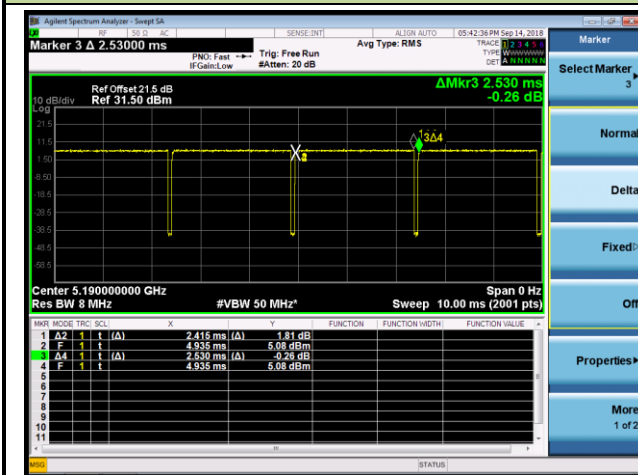 Agilent Spectrum Analyzer - Swept SA
RF 50 Ω AC SENSE:INT ALIGN AUTO 05:42:36 PM Sep 14, 2018
Marker 3 Δ 2.53000 ms
PNO: Fast
IFGain:Low
Trig: Free Run
#Atten: 20 dB
Avg Type: RMS
TRACE 1 2 3 4 5 6
TYPE WWWWWW
DET A NNNNN
Ref Offset 21.5 dB
Ref 31.50 dBm
10 dB/div
Log
ΔMkr3 2.530 ms
-0.26 dB
21.5
11.5
1.50
-8.50
-18.5
-28.5
-38.5
-48.5
-58.5
2
1 3Δ4
Center 5.190000000 GHz Span 0 Hz
Res BW 8 MHz #VBW 50 MHz* Sweep 10.00 ms (2001 pts)
MKR MODE TRC SCL X Y FUNCTION FUNCTION WIDTH FUNCTION VALUE
1 Δ2 1 t (Δ) 2.415 ms (Δ) 1.81 dB
2 F 1 t 4.935 ms 5.08 dBm
3 Δ4 1 t (Δ) 2.530 ms (Δ) -0.26 dB
4 F 1 t 4.935 ms 5.08 dBm
5
6
7
8
9
10
11
MSG STATUS
Marker
Select Marker
3
Normal
Delta
Fixed
Off
Properties
More
1 of 2